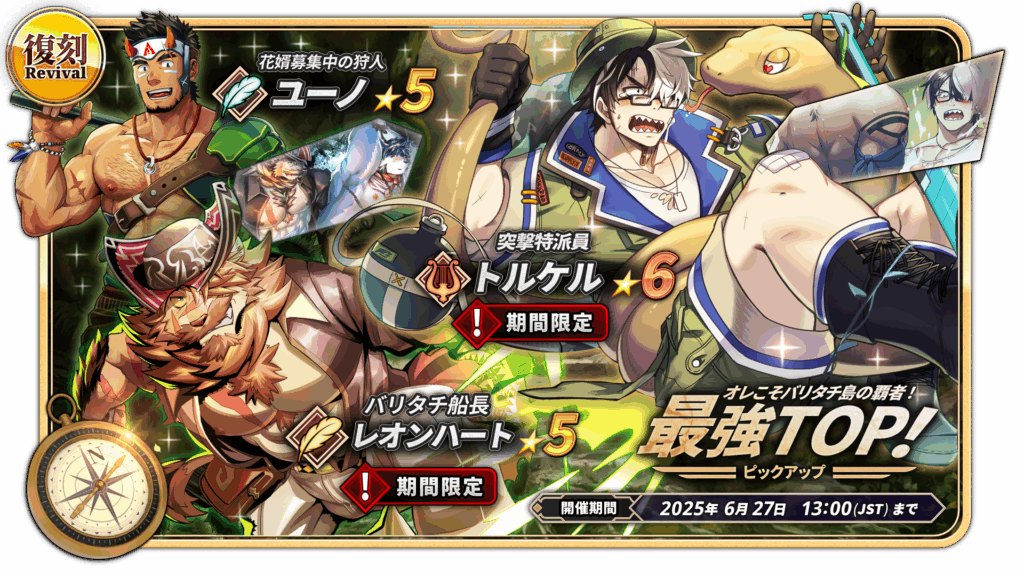 復刻
Revival
花婿募集中の狩人
ユーノ ★5
突撃特派員
トルケル ★6
! 期間限定
バリタチ船長
レオンハート ★5
! 期間限定
オレこそバリタチ島の覇者！
最強TOP!
ピックアップ
開催期間 2025年 6月 27日 13:00(JST) まで